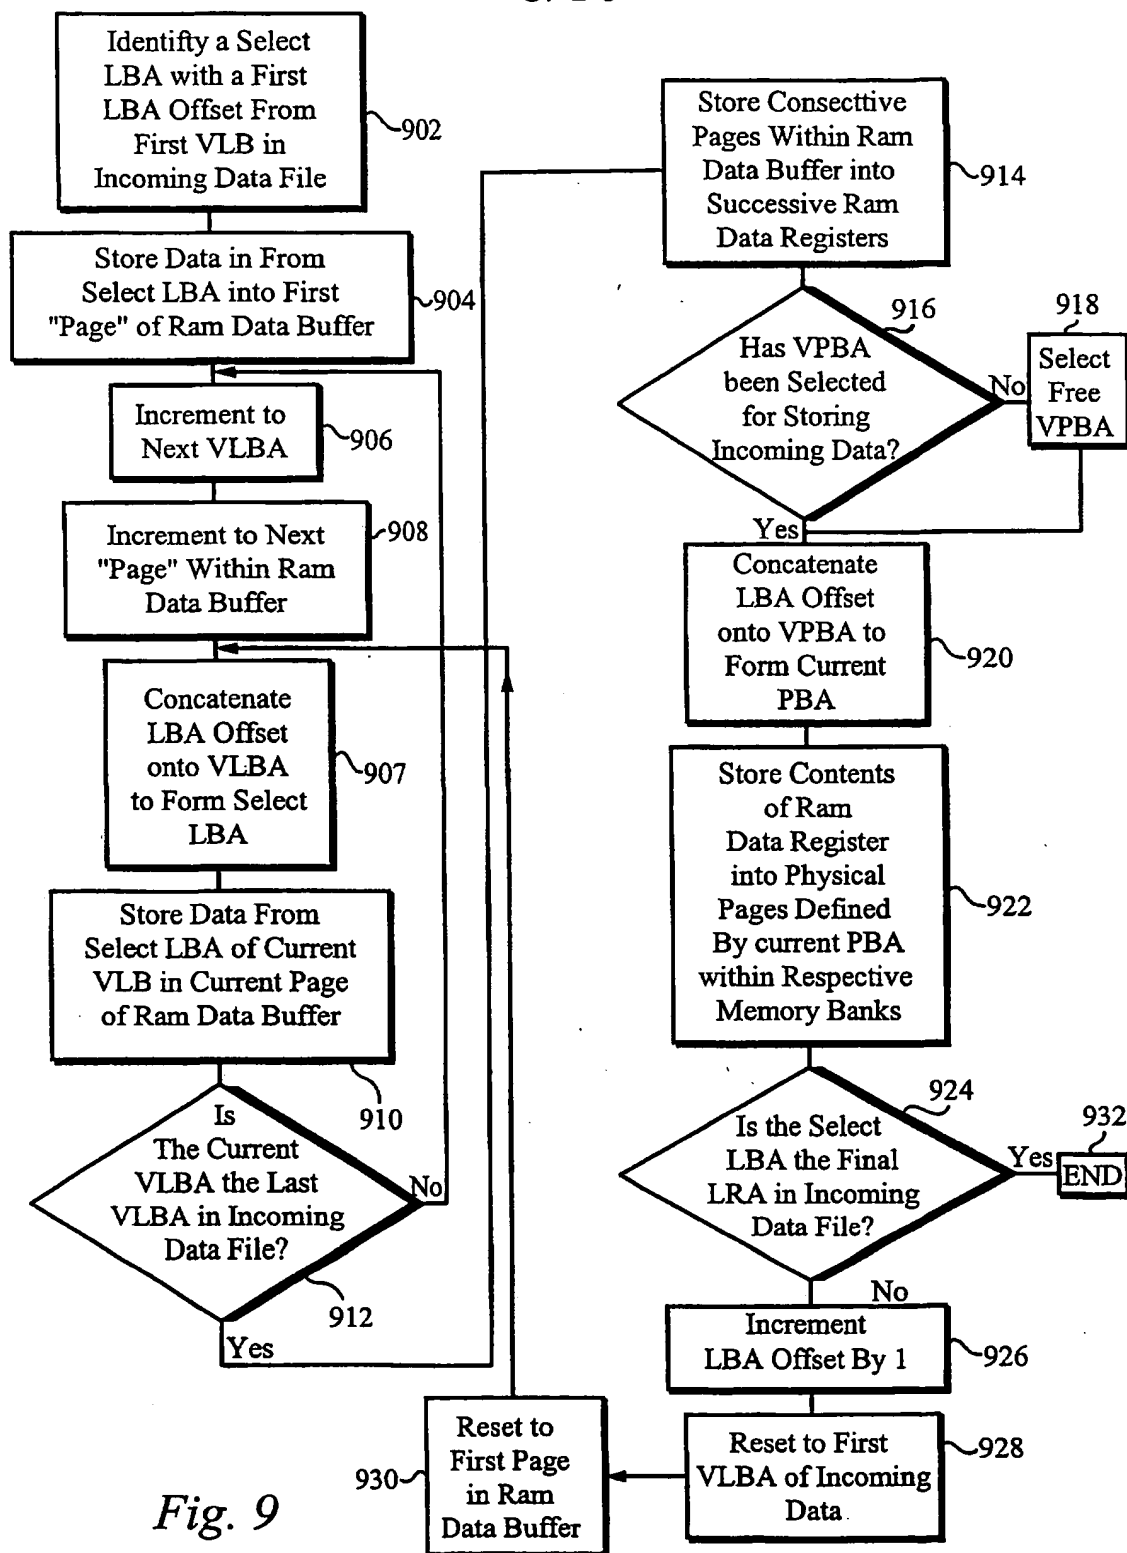 Identifty a Select
LBA with a First
LBA Offset From
First VLB in
Incoming Data File
902
Store Data in From
Select LBA into First
"Page" of Ram Data Buffer
904
Increment to
Next VLBA
906
Increment to Next
"Page" Within Ram
Data Buffer
908
Concatenate
LBA Offset
onto VLBA
to Form Select
LBA
907
Store Data From
Select LBA of Current
VLB in Current Page
of Ram Data Buffer
910
Is
The Current
VLBA the Last
VLBA in Incoming
Data File?
No
912
Yes
Store Consecttive
Pages Within Ram
Data Buffer into
Successive Ram
Data Registers
914
Has VPBA
been Selected
for Storing
Incoming Data?
916
No
918
Select
Free
VPBA
Yes
Concatenate
LBA Offset
onto VPBA to
Form Current
PBA
920
Store Contents
of Ram
Data Register
into Physical
Pages Defined
By current PBA
within Respective
Memory Banks
922
Is the Select
LBA the Final
LRA in Incoming
Data File?
924
Yes
932
END
No
Increment
LBA Offset By 1
926
Reset to First
VLBA of Incoming
Data
928
Reset to
First Page
in Ram
Data Buffer
930
Fig. 9